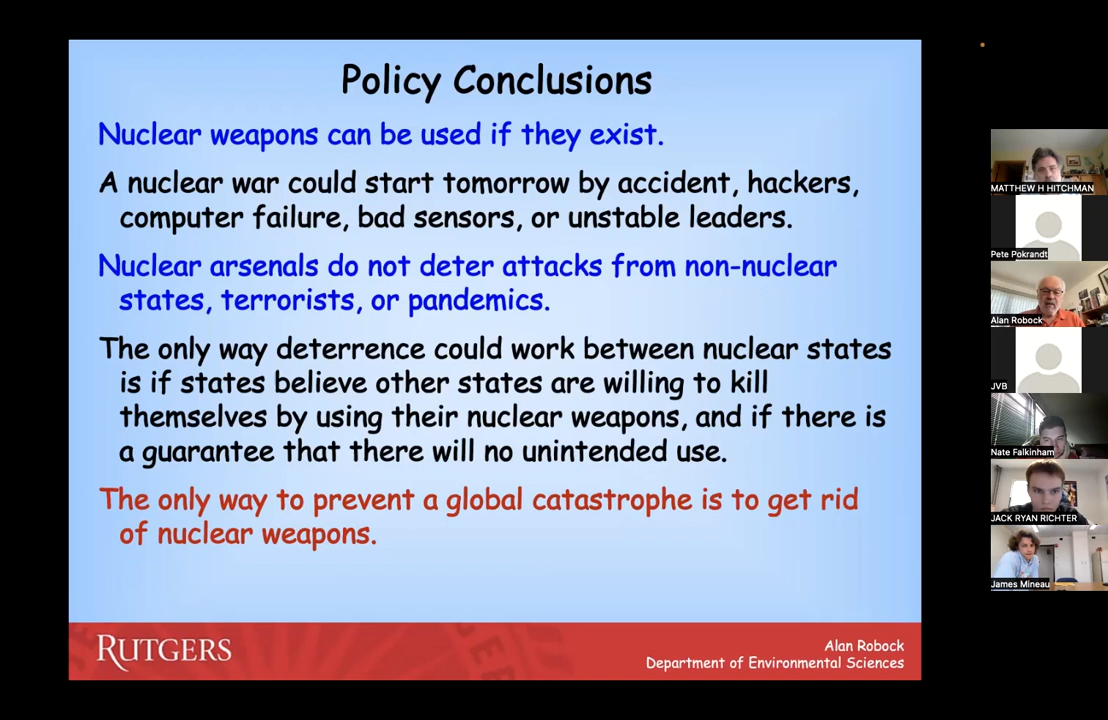 Policy Conclusions
Nuclear weapons can be used if they exist.
A nuclear war could start tomorrow by accident, hackers,
computer failure, bad sensors, or unstable leaders.
Nuclear arsenals do not deter attacks from non-nuclear
states, terrorists, or pandemics.
The only way deterrence could work between nuclear states
is if states believe other states are willing to kill
themselves by using their nuclear weapons, and if there is
a guarantee that there will no unintended use.
The only way to prevent a global catastrophe is to get rid
of nuclear weapons.
RUTGERS
Alan Robock
Department of Environmental Sciences
MATTHEW H HITCHMAN
Pete Pokrandt
Alan Robock
JVB
Nate Falkinham
JACK RYAN RICHTER
James Mineau